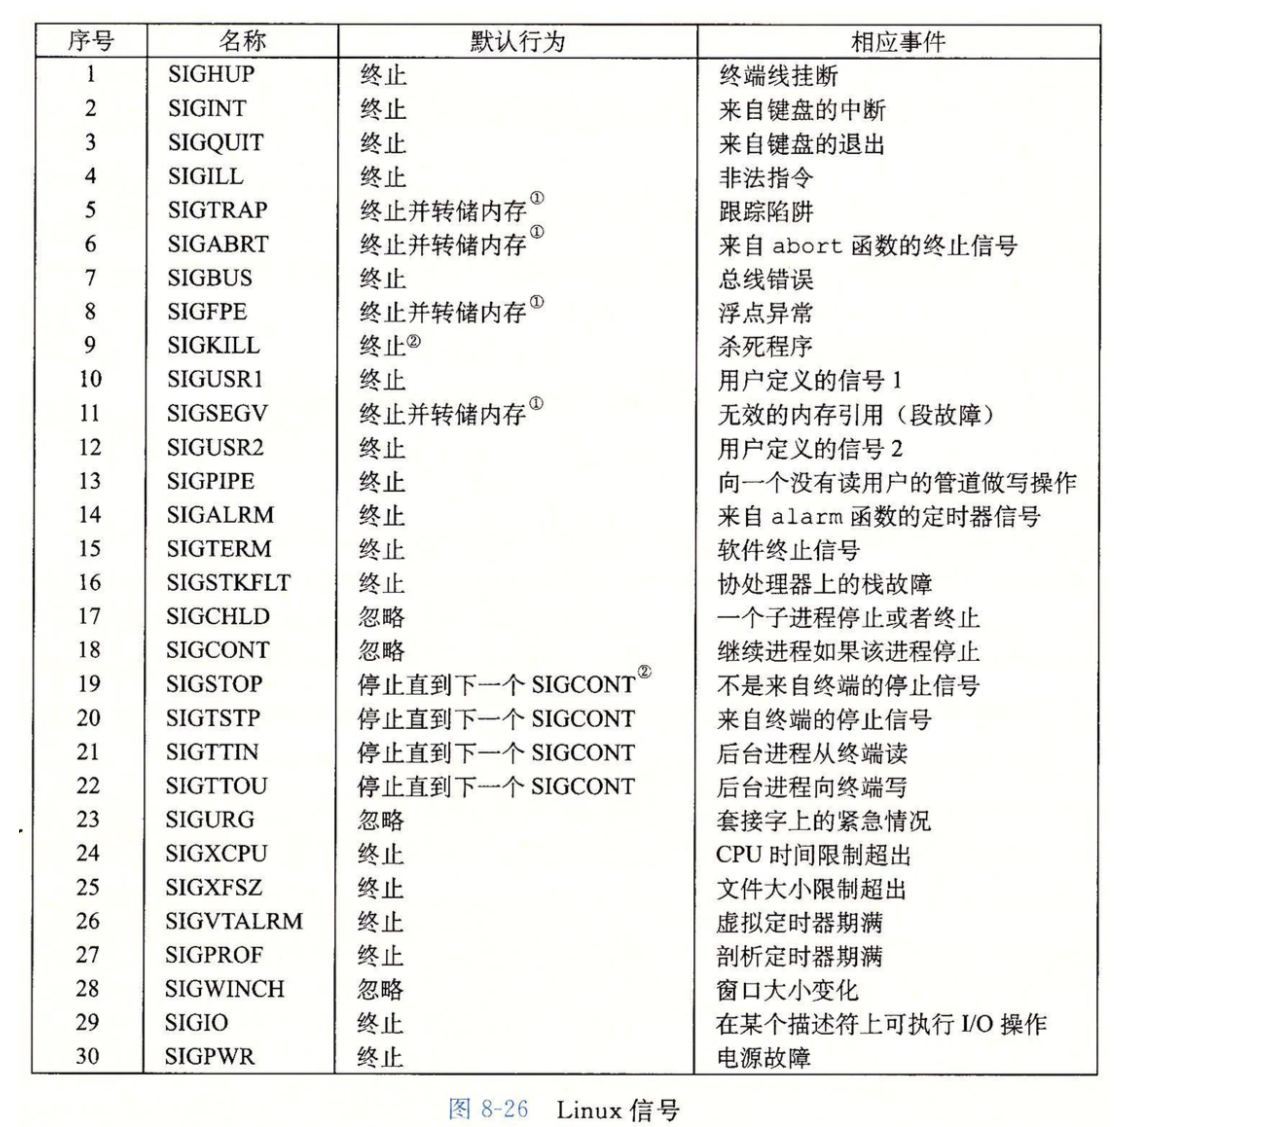 序号 名称 默认行为 相应事件
1 SIGHUP 终止 终端线挂断
2 SIGINT 终止 来自键盘的中断
3 SIGQUIT 终止 来自键盘的退出
4 SIGILL 终止 非法指令
5 SIGTRAP 终止并转储内存① 跟踪陷阱
6 SIGABRT 终止并转储内存① 来自 abort 函数的终止信号
7 SIGBUS 终止 总线错误
8 SIGFPE 终止并转储内存① 浮点异常
9 SIGKILL 终止② 杀死程序
10 SIGUSR1 终止 用户定义的信号 1
11 SIGSEGV 终止并转储内存① 无效的内存引用（段故障）
12 SIGUSR2 终止 用户定义的信号 2
13 SIGPIPE 终止 向一个没有读用户的管道做写操作
14 SIGALRM 终止 来自 alarm 函数的定时器信号
15 SIGTERM 终止 软件终止信号
16 SIGSTKFLT 终止 协处理器上的栈故障
17 SIGCHLD 忽略 一个子进程停止或者终止
18 SIGCONT 忽略 继续进程如果该进程停止
19 SIGSTOP 停止直到下一个 SIGCONT② 不是来自终端的停止信号
20 SIGTSTP 停止直到下一个 SIGCONT 来自终端的停止信号
21 SIGTTIN 停止直到下一个 SIGCONT 后台进程从终端读
22 SIGTTOU 停止直到下一个 SIGCONT 后台进程向终端写
23 SIGURG 忽略 套接字上的紧急情况
24 SIGXCPU 终止 CPU 时间限制超出
25 SIGXFSZ 终止 文件大小限制超出
26 SIGVTALRM 终止 虚拟定时器期满
27 SIGPROF 终止 剖析定时器期满
28 SIGWINCH 忽略 窗口大小变化
29 SIGIO 终止 在某个描述符上可执行 I/O 操作
30 SIGPWR 终止 电源故障
图 8-26 Linux 信号